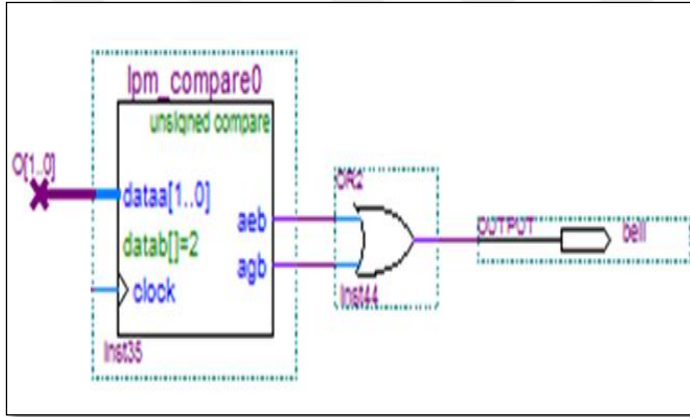 lpm_compare0
unsigned compare
O[1..0]
dataa[1..0]
aeb
datab[]=2
agb
clock
inst35
OR2
inst44
OUTPUT
bell